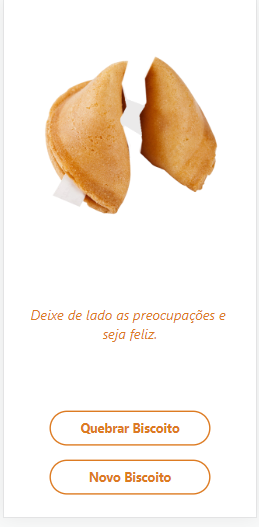 Deixe de lado as preocupações e
seja feliz.
Quebrar Biscoito
Novo Biscoito